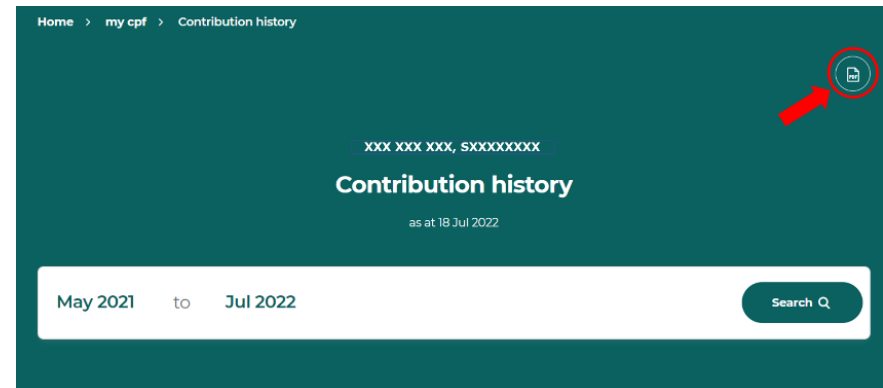 Home > my cpf > Contribution history
PDF
XXX XXX XXX, SXXXXXXXX
Contribution history
as at 18 Jul 2022
May 2021 to Jul 2022 Search